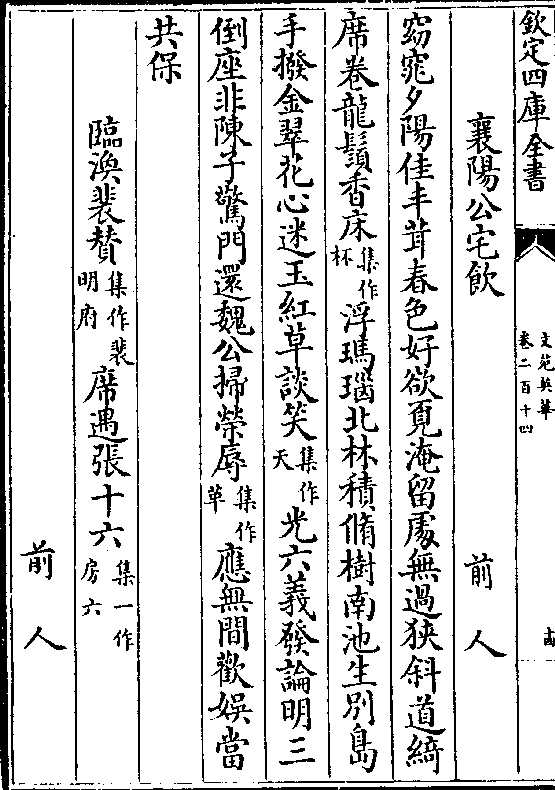 欽定四庫全書
文苑英華
卷二百十四
襄陽公宅飲
前人
窈窕夕陽佳丰茸春色好欲覓淹留處無過狹斜道綺
席卷龍鬚香床集作杯浮瑪瑙北林積脩樹南池生別島
手撥金翠花心迷玉紅草談笑集作天光六義發論明三
倒座非陳子驚門還魏公掃榮辱集作草應無間歡娛當
共保
臨渙裴賛集作裴明府席遇張十六集一作房六
前人